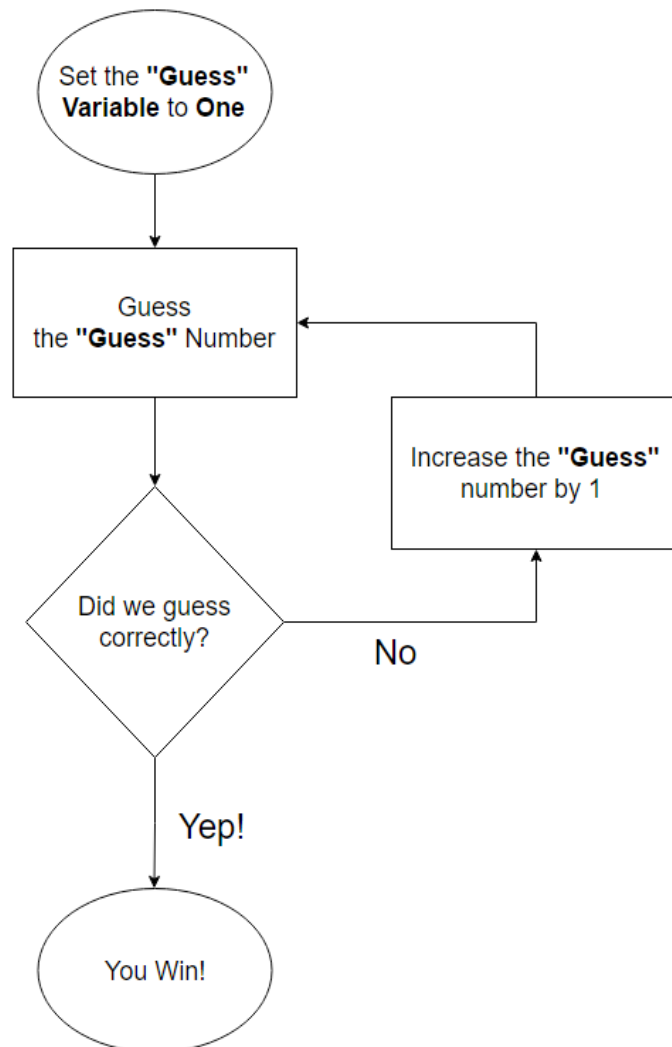 Set the "Guess"
Variable to One
Guess
the "Guess" Number
Increase the "Guess"
number by 1
Did we guess
correctly?
No
Yep!
You Win!